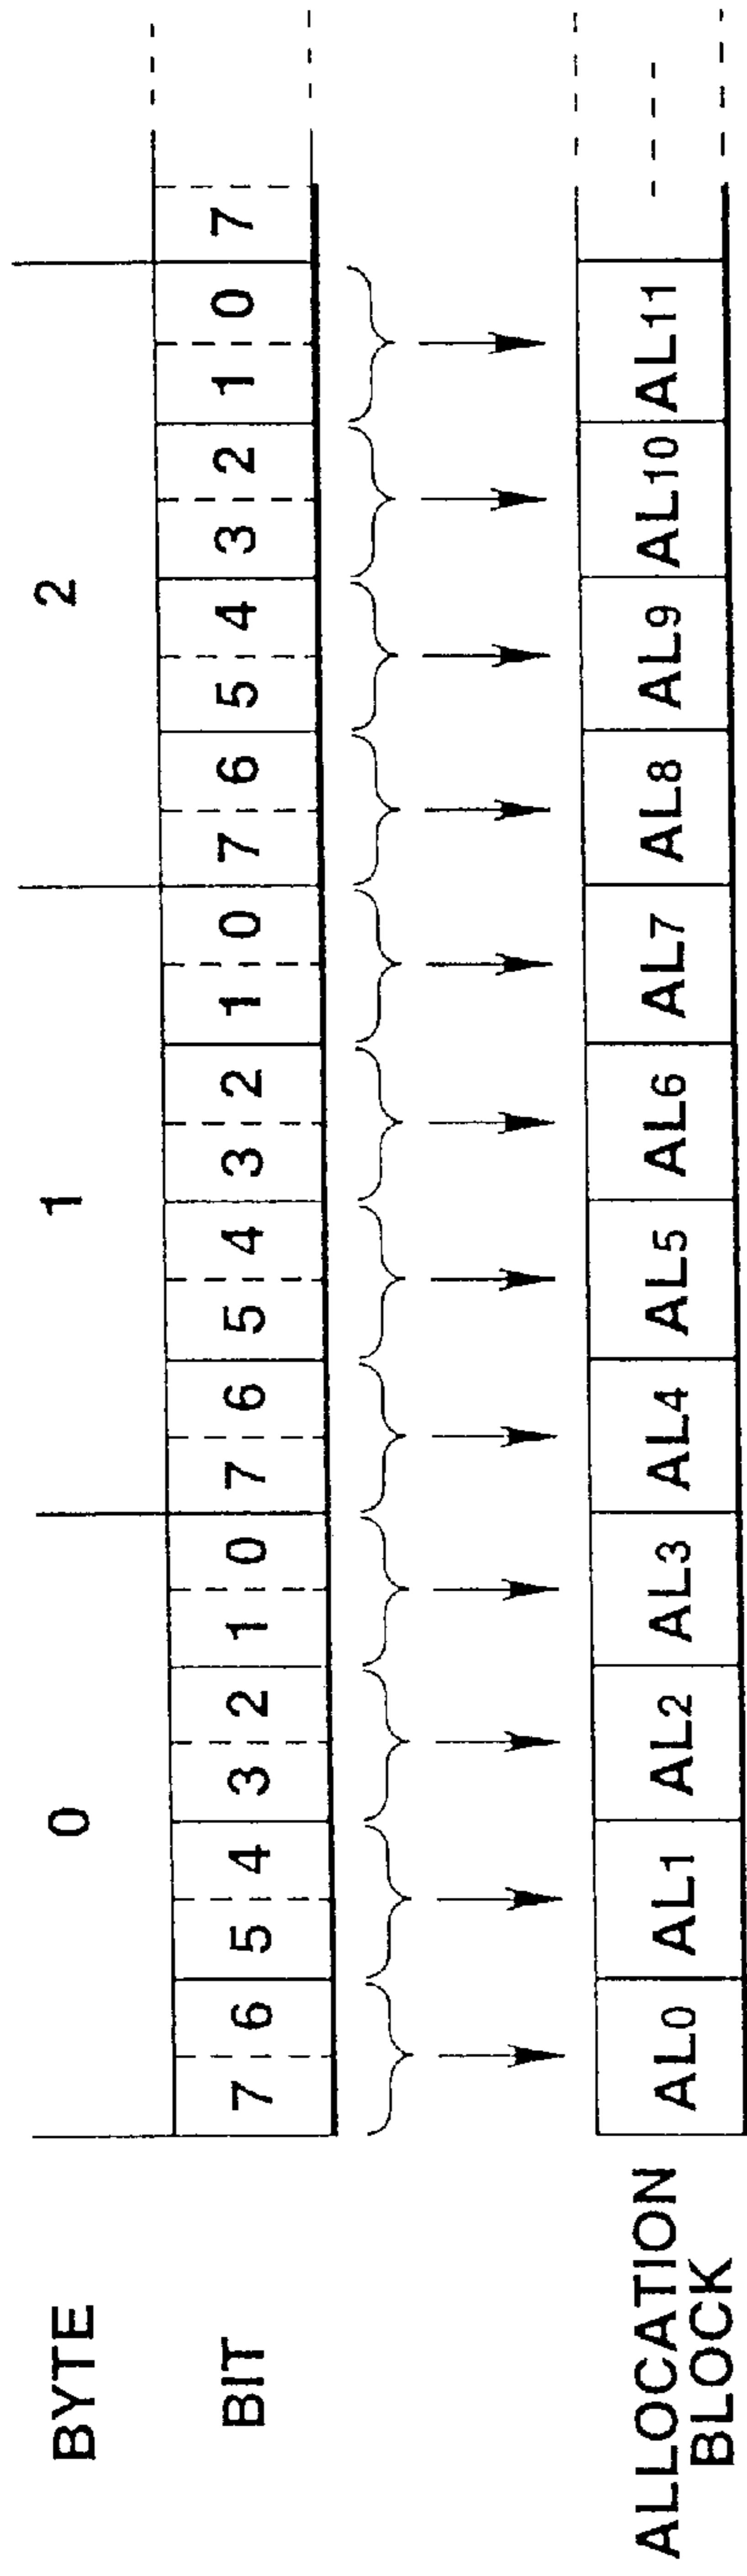 BYTE 0 1 2
BIT 7 6 5 4 3 2 1 0 7 6 5 4 3 2 1 0 7 6 5 4 3 2 1 0 7
ALLOCATION
BLOCK
AL0 AL1 AL2 AL3 AL4 AL5 AL6 AL7 AL8 AL9 AL10 AL11